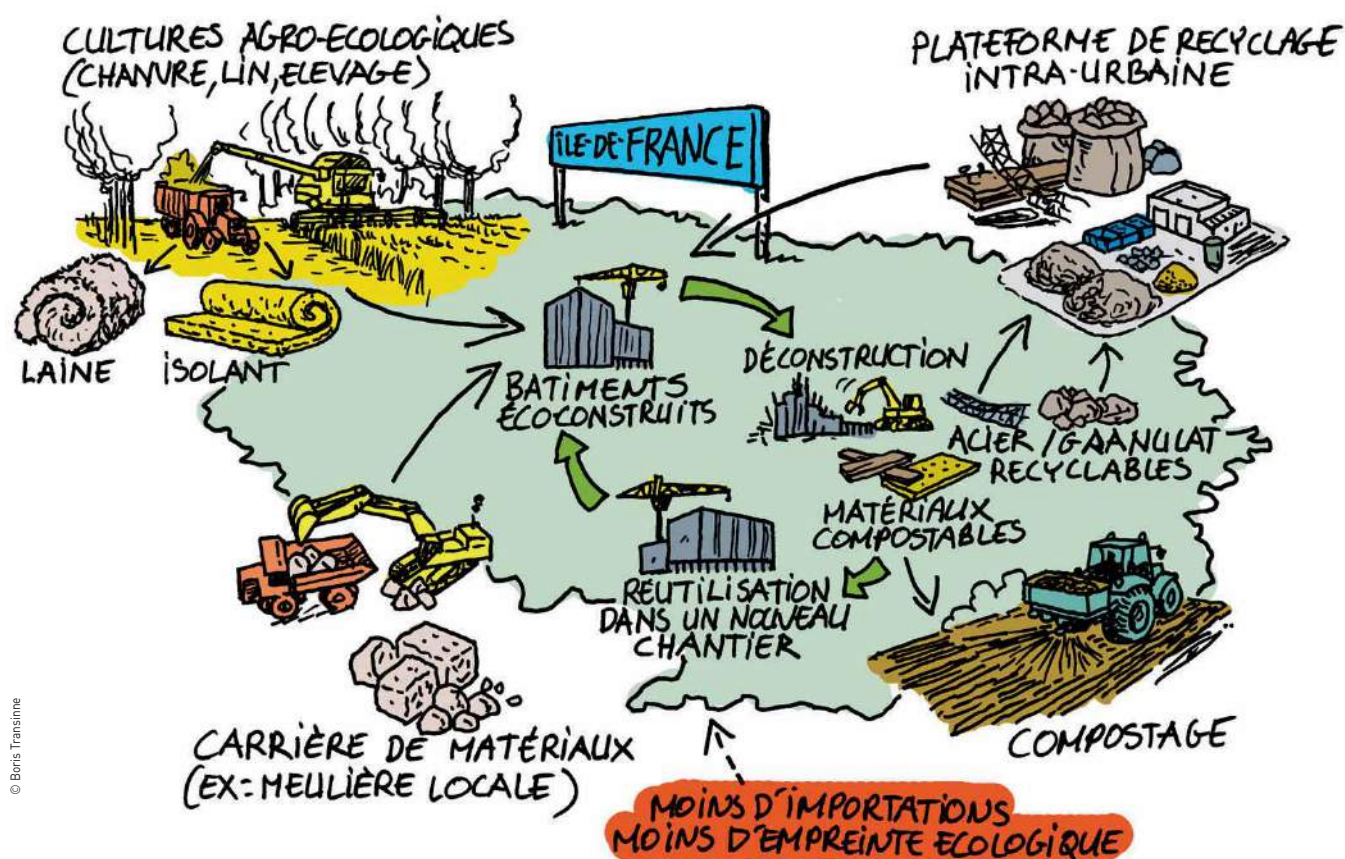 CULTURES AGRO-ECOLOGIQUES
(CHANVRE, LIN, ELEVAGE)
PLATEFORME DE RECYCLAGE
INTRA-URBAINE
ÎLE-DE-FRANCE
LAINE
ISOLANT
BATIMENTS
ÉCOCONSTRUITS
DÉCONSTRUCTION
ACIER / GRANULAT
RECYCLABLES
MATÉRIAUX
COMPOSTABLES
RÉUTILISATION
DANS UN NOUVEAU
CHANTIER
CARRIÈRE DE MATÉRIAUX
(EX= MEULIÈRE LOCALE)
COMPOSTAGE
MOINS D'IMPORTATIONS
MOINS D'EMPREINTE ECOLOGIQUE
© Boris Transinne